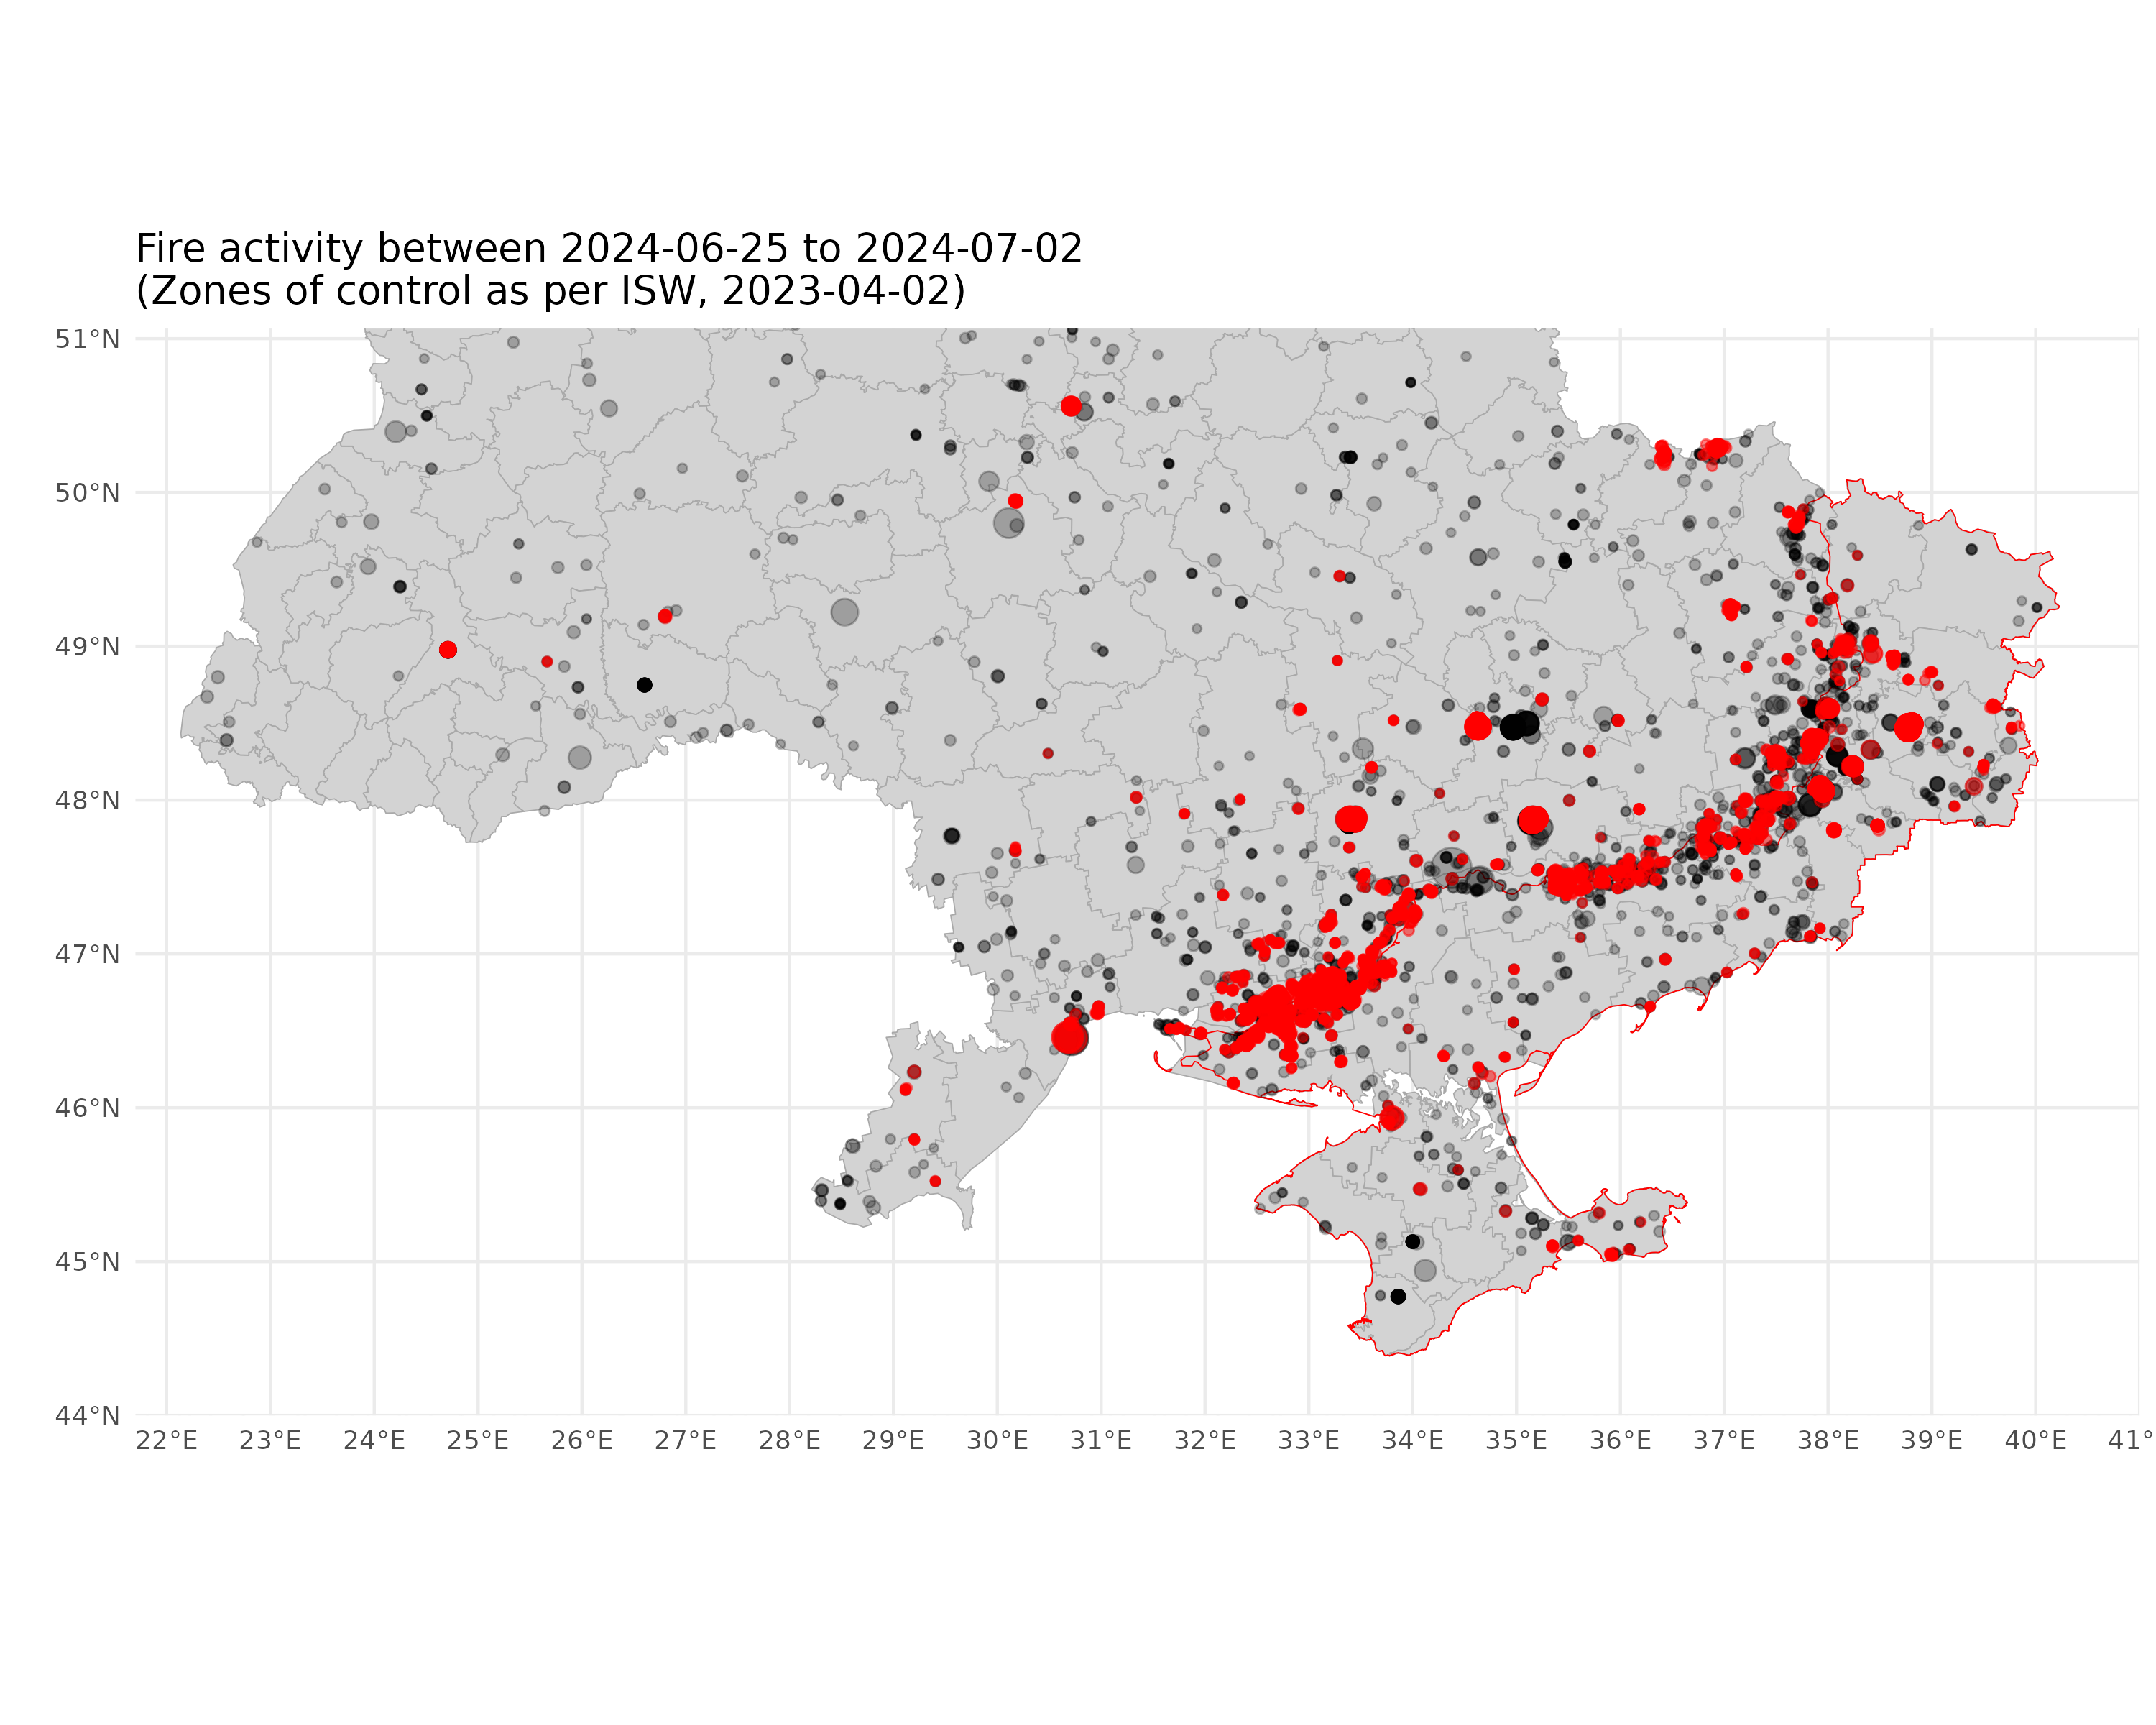 Fire activity between 2024-06-25 to 2024-07-02
(Zones of control as per ISW, 2023-04-02)
51°N
50°N
49°N
48°N
47°N
46°N
45°N
44°N
22°E 23°E 24°E 25°E 26°E 27°E 28°E 29°E 30°E 31°E 32°E 33°E 34°E 35°E 36°E 37°E 38°E 39°E 40°E 41°